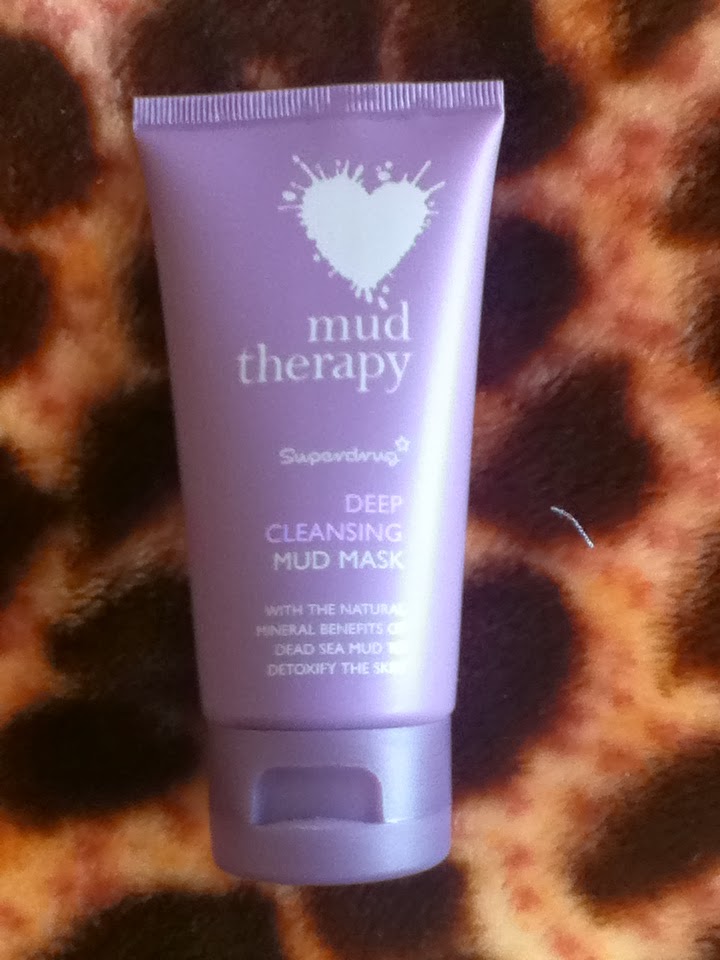 mud
therapy
Superdrug
DEEP
CLEANSING
MUD MASK
WITH THE NATURAL
MINERAL BENEFITS OF
DEAD SEA MUD TO
DETOXIFY THE SKIN